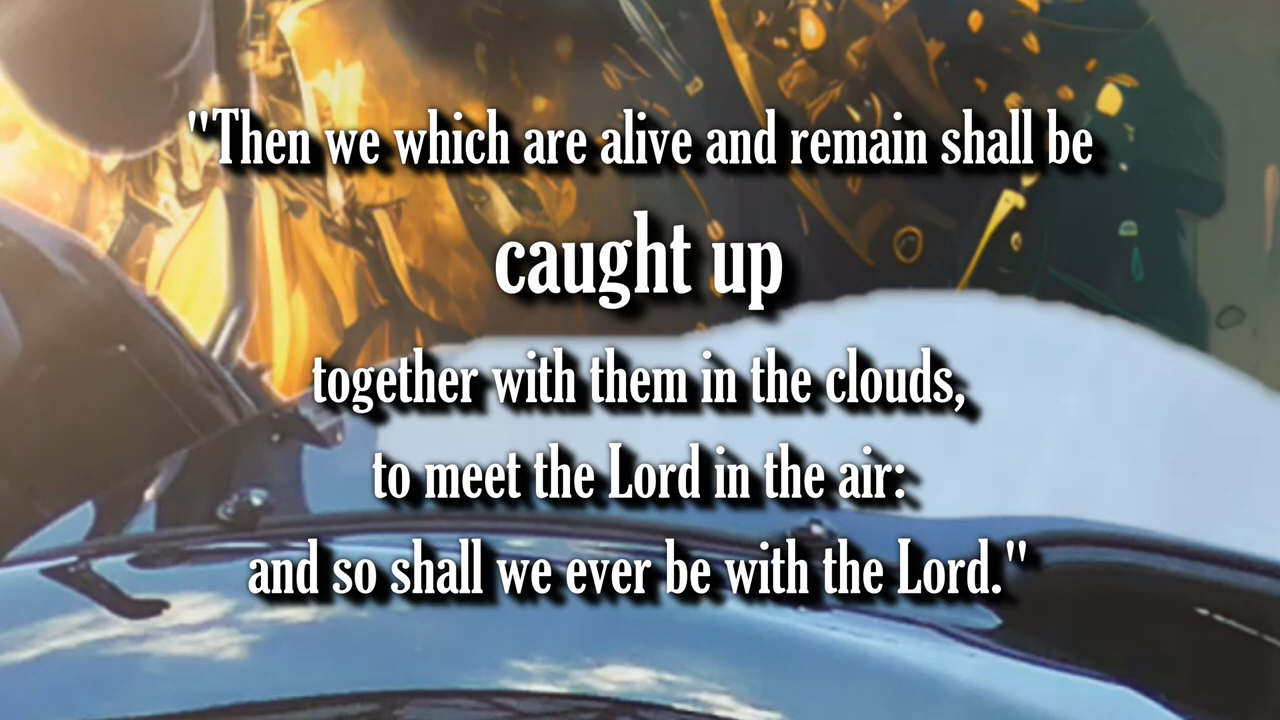 "Then we which are alive and remain shall be
caught up
together with them in the clouds,
to meet the Lord in the air:
and so shall we ever be with the Lord."